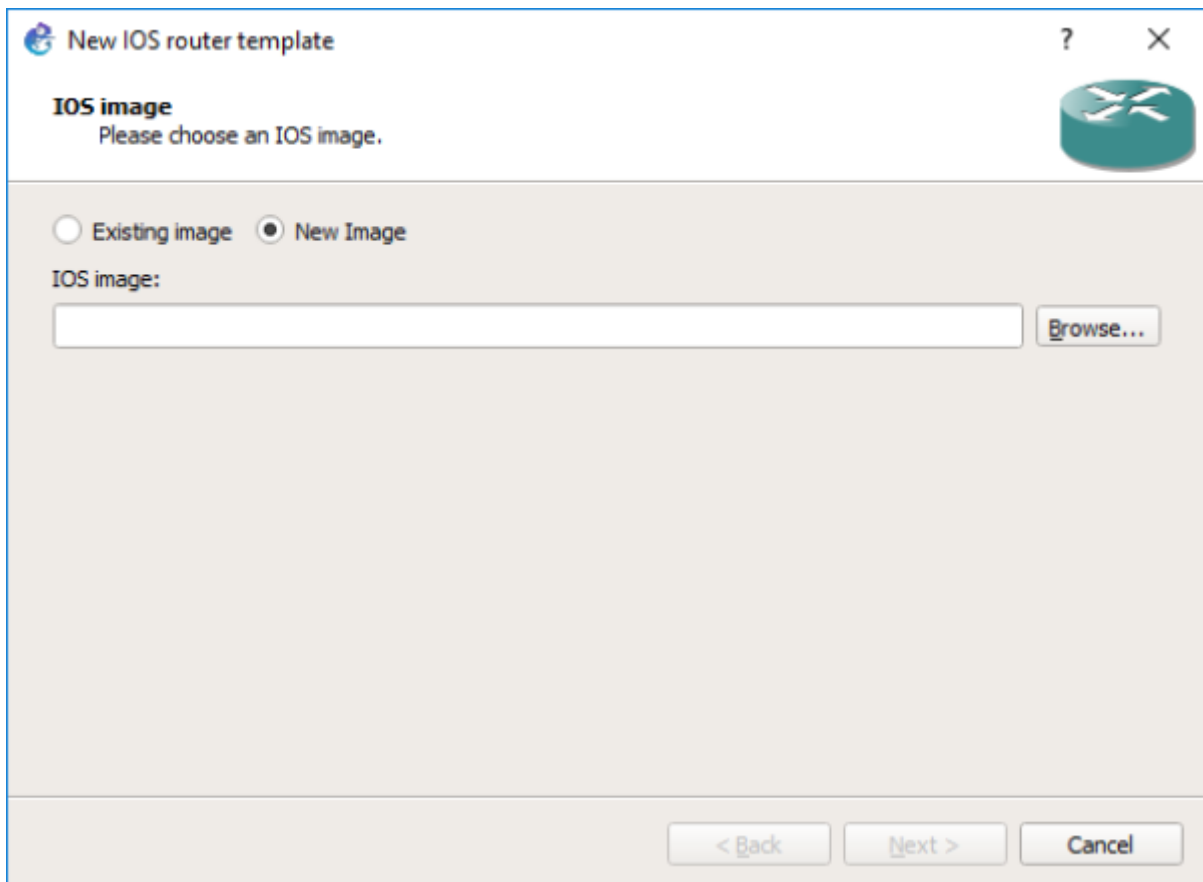 New IOS router template ?
IOS image
Please choose an IOS image.
Existing image New Image
IOS image:
Browse...
< Back Next > Cancel